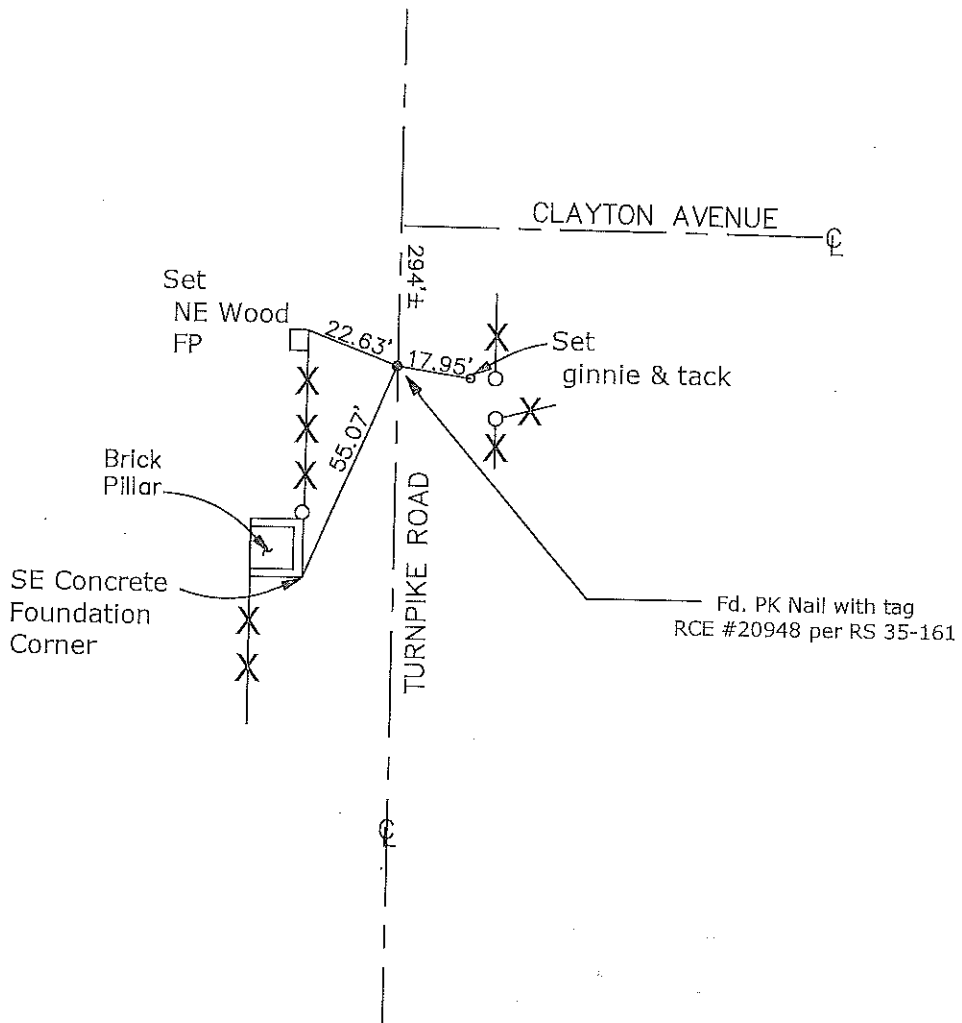 CLAYTON AVENUE
℄
294'±
Set
NE Wood
FP
22.63'
17.95'
Set
ginnie & tack
55.07'
Brick
Pillar
TURNPIKE ROAD
SE Concrete
Foundation
Corner
Fd. PK Nail with tag
RCE #20948 per RS 35-161
℄